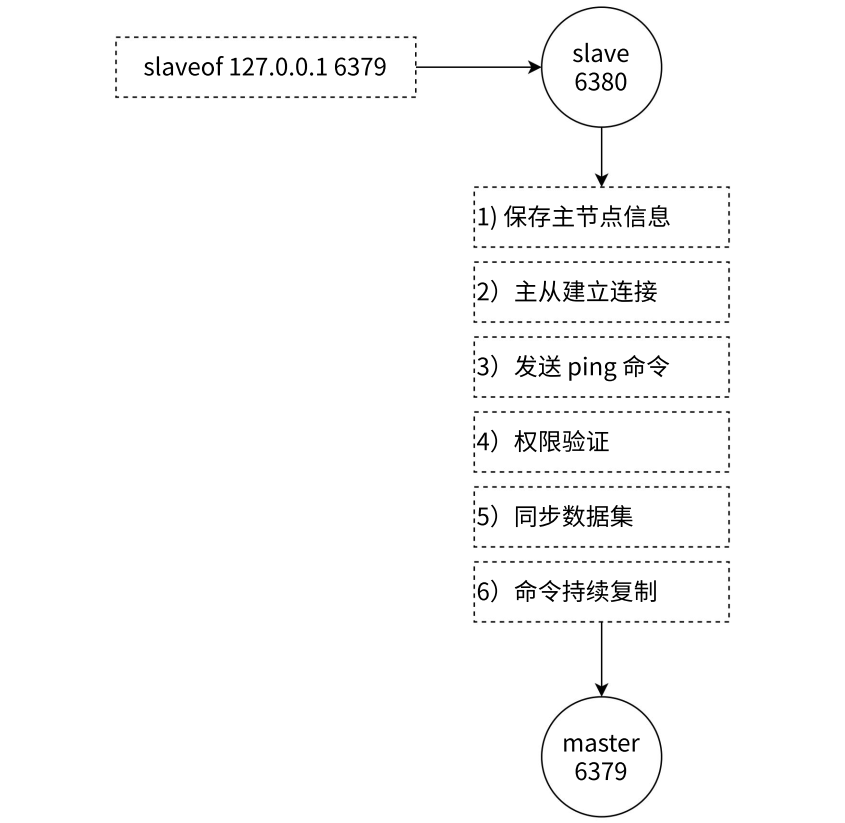 slaveof 127.0.0.1 6379
slave
6380
1) 保存主节点信息
2）主从建立连接
3）发送 ping 命令
4）权限验证
5）同步数据集
6）命令持续复制
master
6379